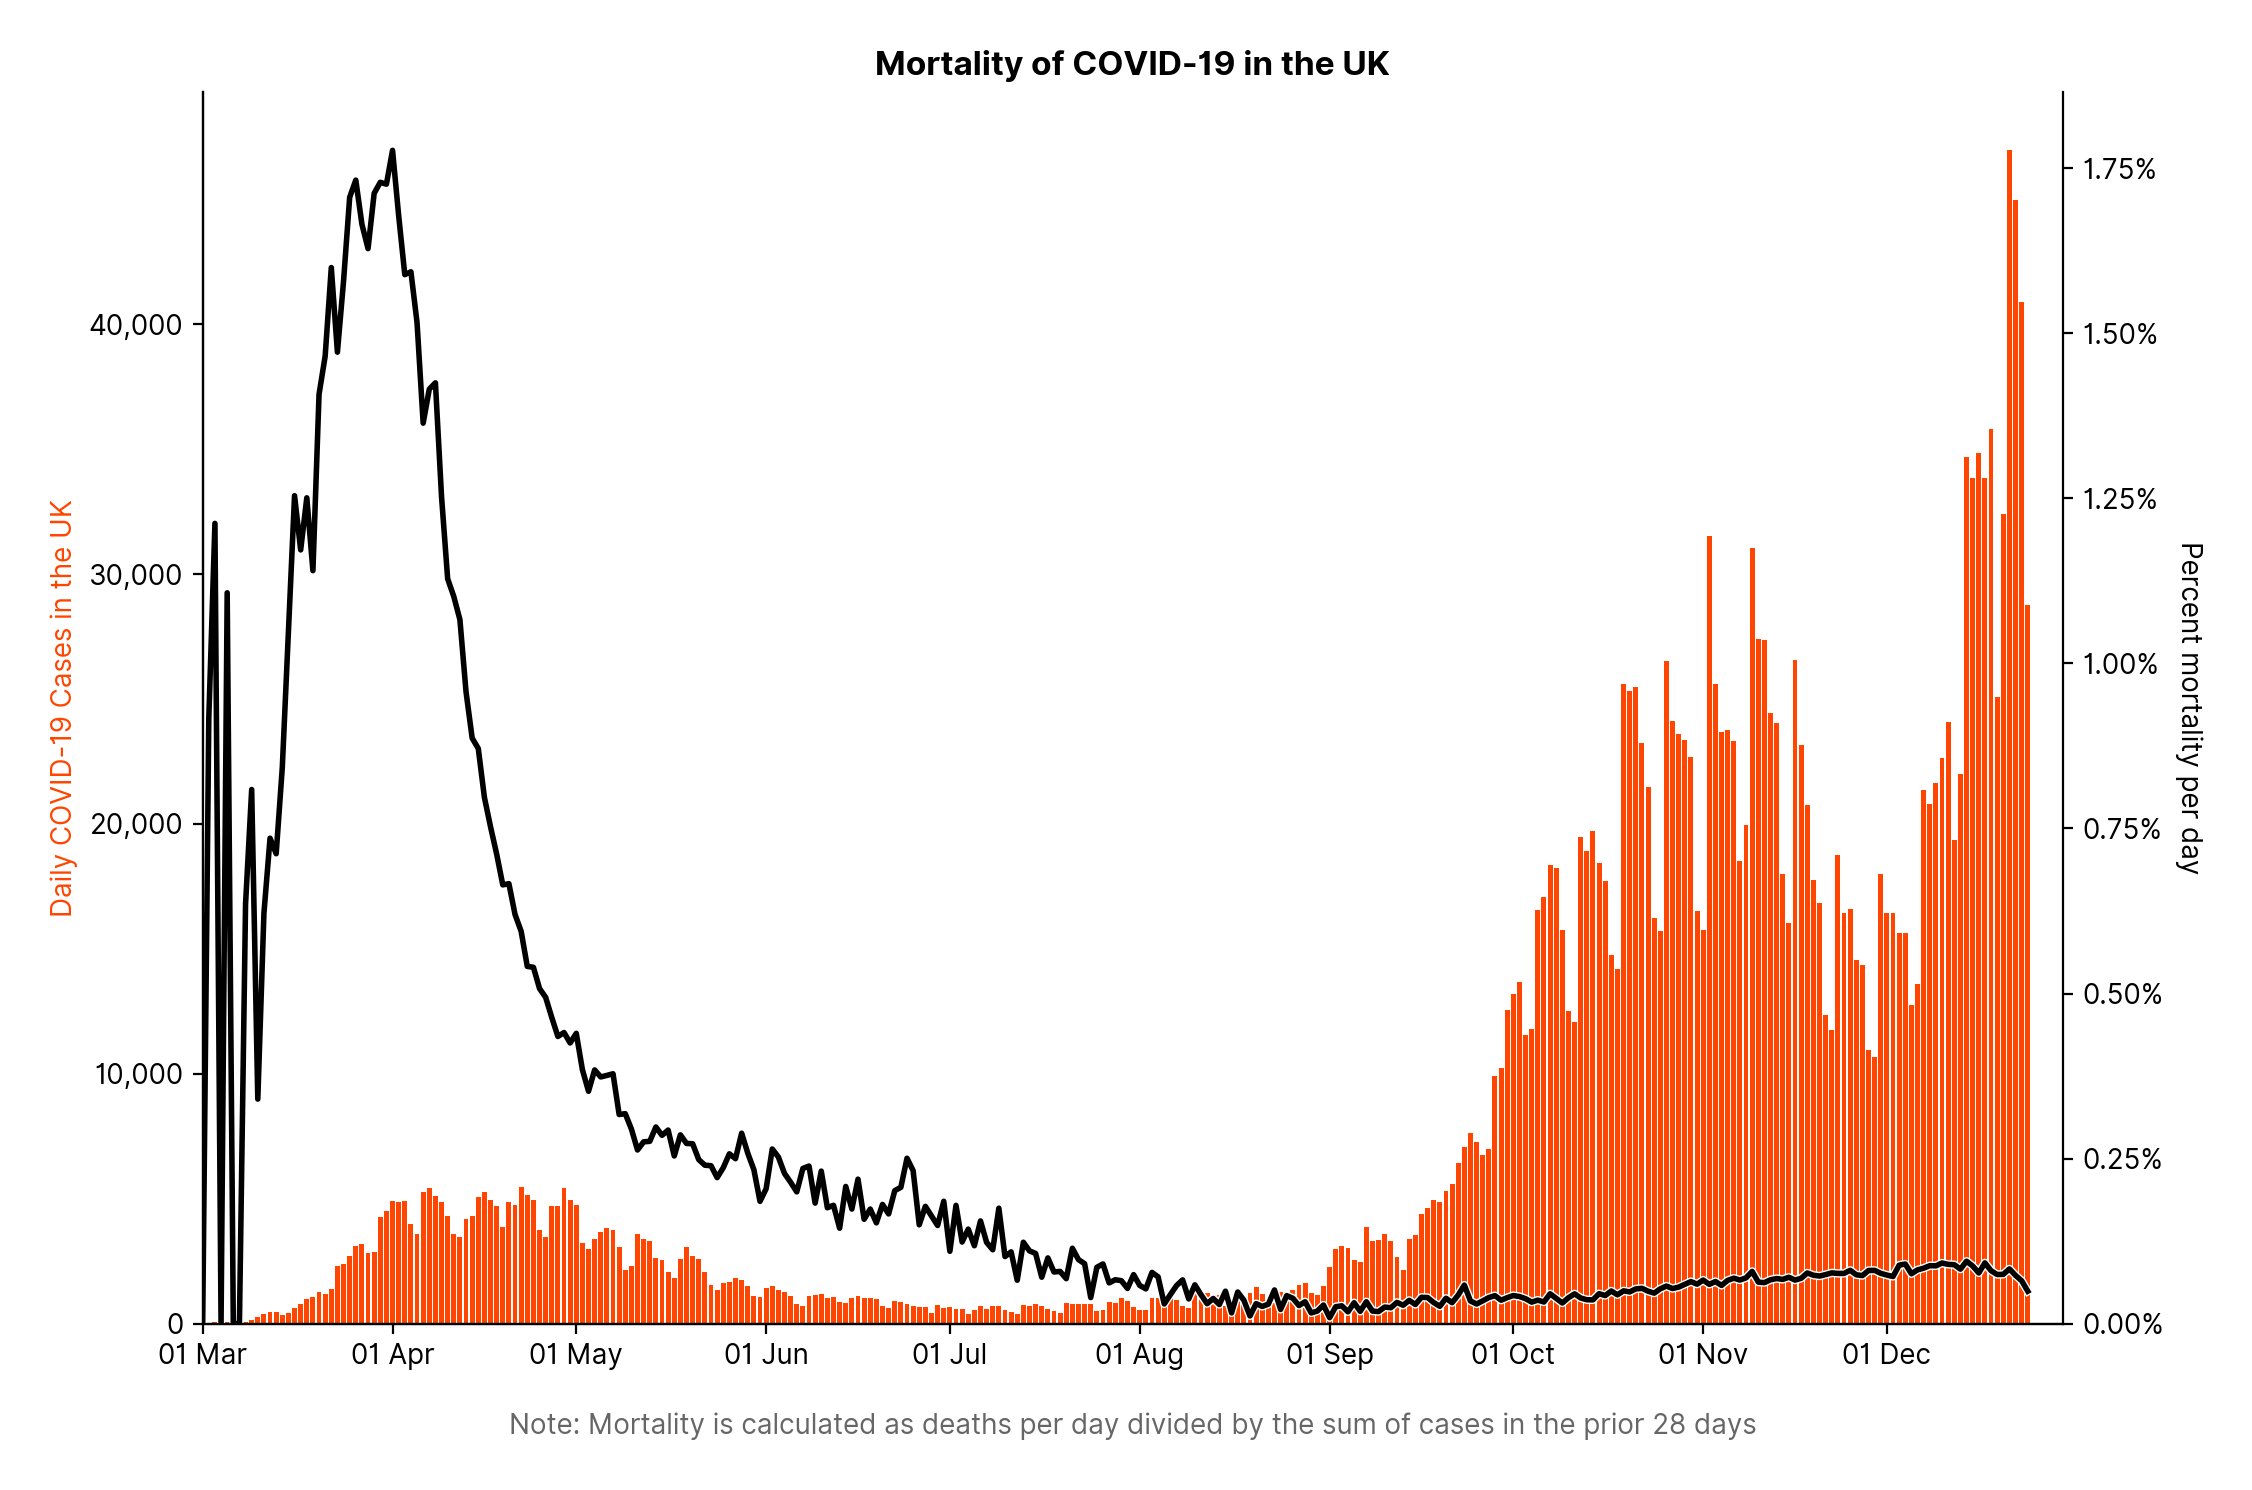 Mortality of COVID-19 in the UK
Daily COVID-19 Cases in the UK
40,000
30,000
20,000
10,000
0
1.75%
1.50%
1.25%
1.00%
0.75%
0.50%
0.25%
0.00%
Percent mortality per day
01 Mar
01 Apr
01 May
01 Jun
01 Jul
01 Aug
01 Sep
01 Oct
01 Nov
01 Dec
Note: Mortality is calculated as deaths per day divided by the sum of cases in the prior 28 days